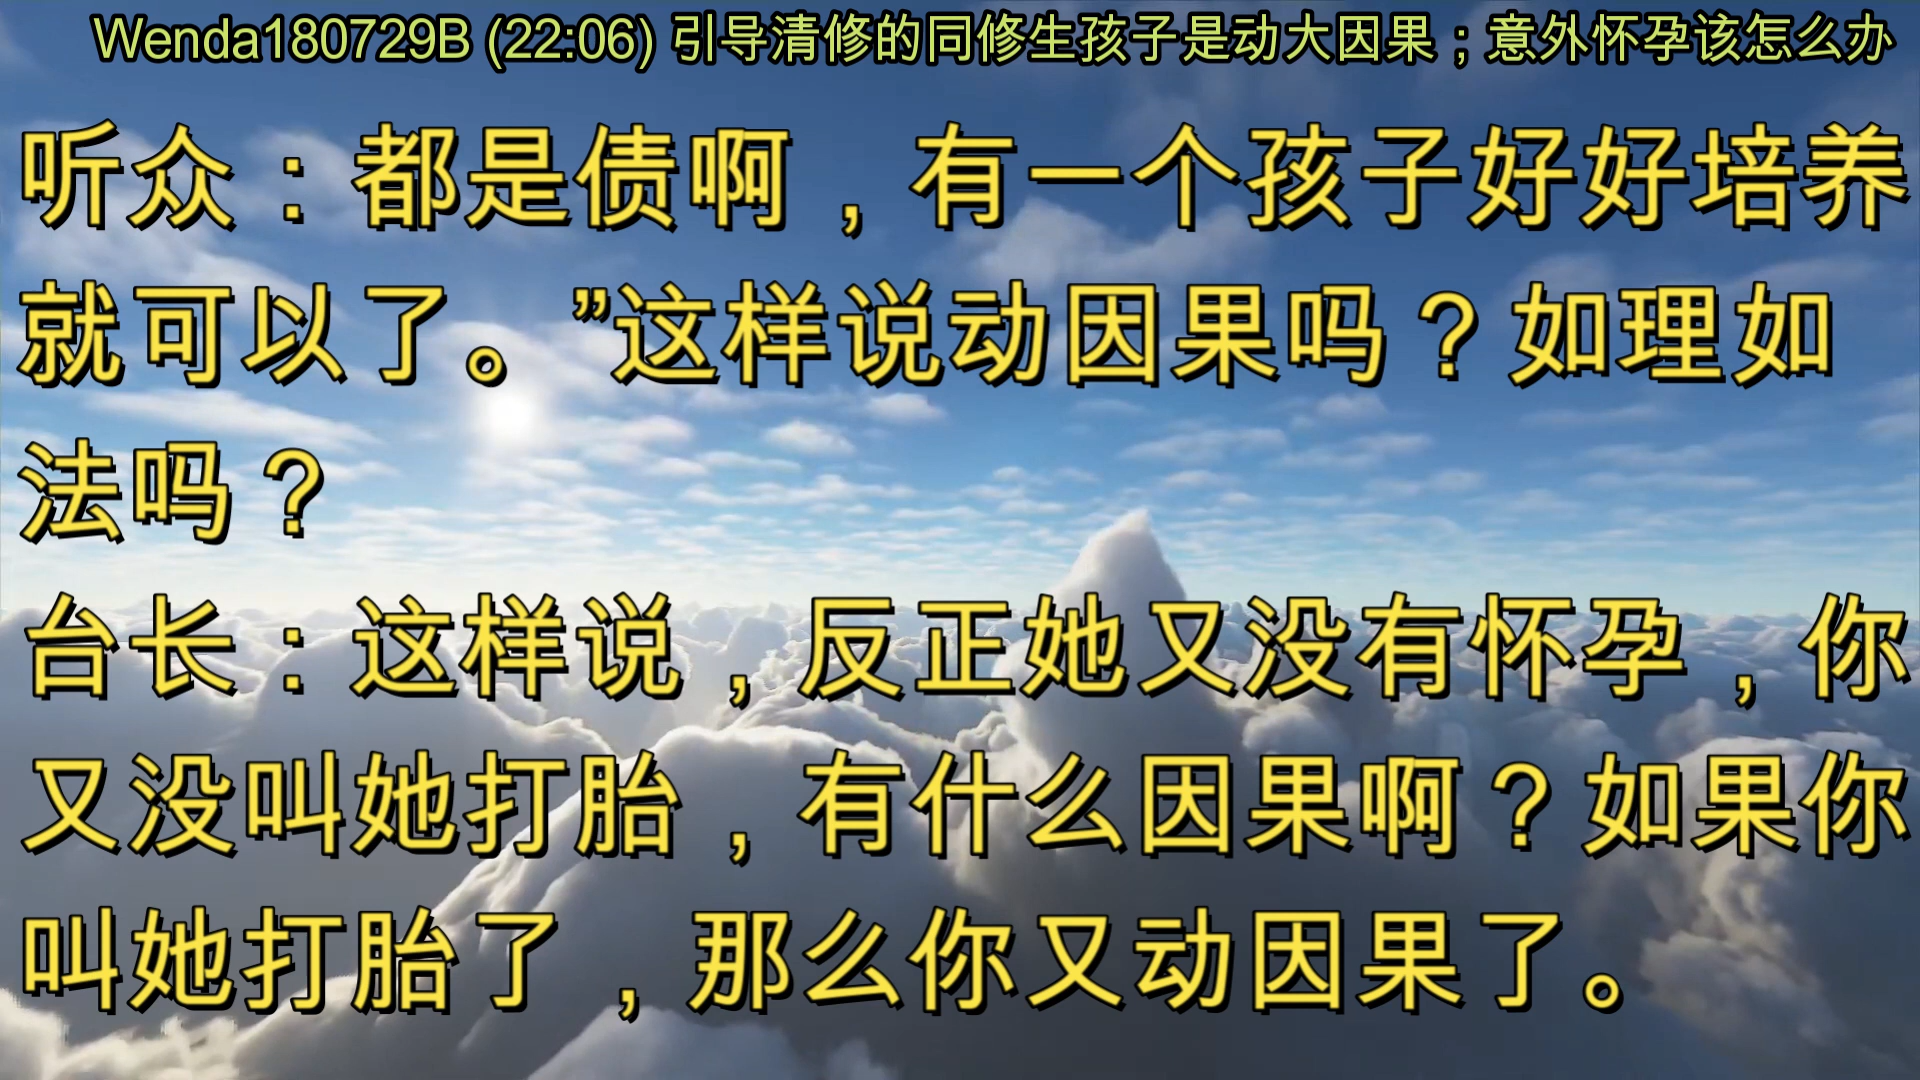 Wenda180729B (22:06) 引导清修的同修生孩子是动大因果；意外怀孕该怎么办
听众：都是债啊，有一个孩子好好培养
就可以了。”这样说动因果吗？如理如
法吗？
台长：这样说，反正她又没有怀孕，你
又没叫她打胎，有什么因果啊？如果你
叫她打胎了，那么你又动因果了。